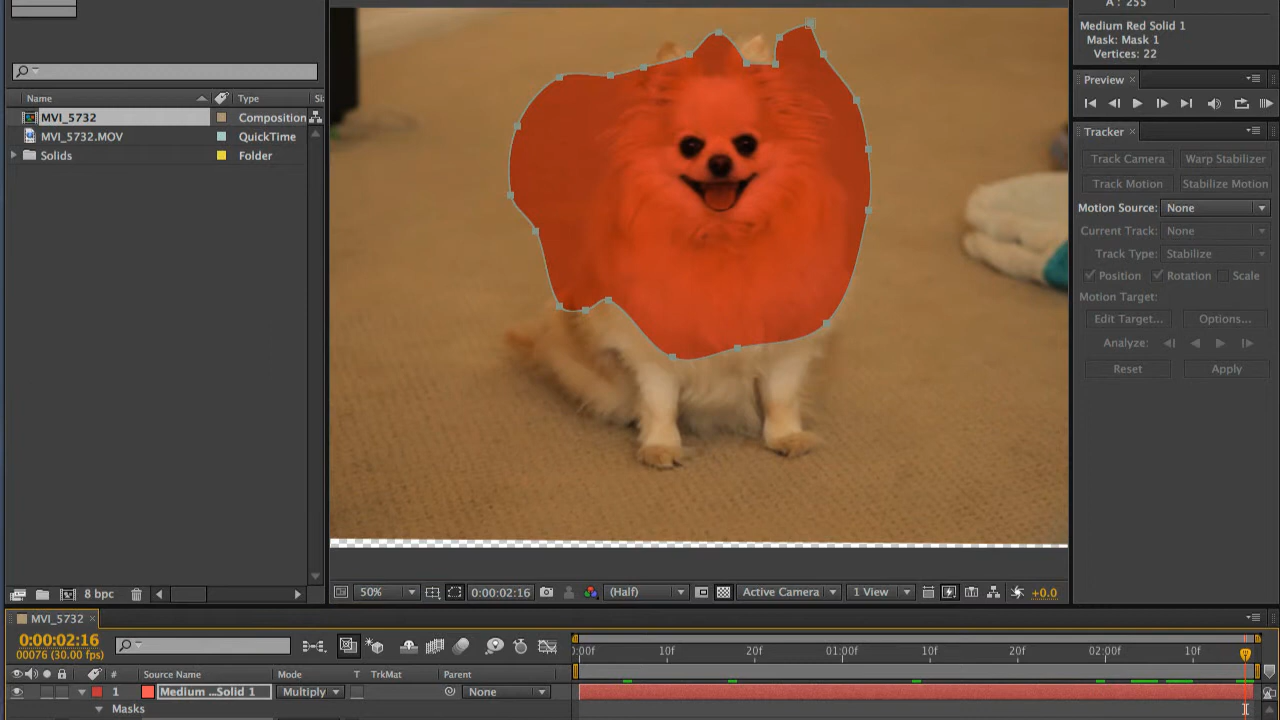 A : 255
Medium Red Solid 1
Mask: Mask 1
Vertices: 22
Name Type Si
MVI_5732 Composition
MVI_5732.MOV QuickTime
Solids Folder
Preview
Tracker
Track Camera Warp Stabilizer
Track Motion Stabilize Motion
Motion Source: None
Current Track: None
Track Type: Stabilize
Position Rotation Scale
Motion Target:
Edit Target... Options...
Analyze:
Reset Apply
8 bpc
50% 0:00:02:16 (Half) Active Camera 1 View +0.0
MVI_5732
0:00:02:16
00076 (30.00 fps)
:00f 10f 20f 01:00f 10f 20f 02:00f 10f
# Source Name Mode T TrkMat Parent
1 Medium ...Solid 1 Multiply None
Masks